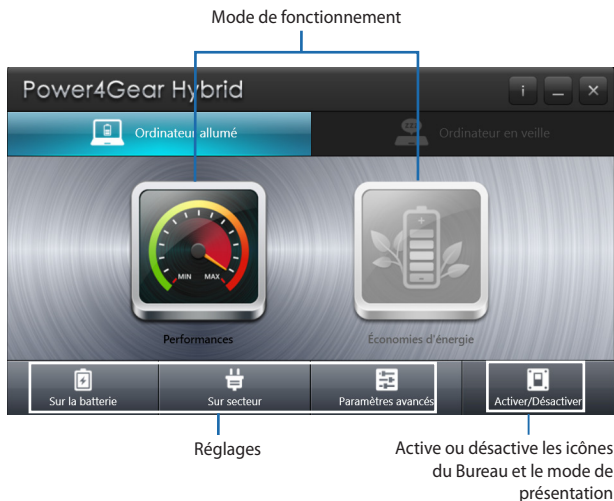 Mode de fonctionnement
Power4Gear Hybrid
Ordinateur allumé
Ordinateur en veille
MIN MAX
Performances
Économies d'énergie
Sur la batterie
Sur secteur
Paramètres avancés
Activer/Désactiver
Réglages
Active ou désactive les icônes
du Bureau et le mode de
présentation